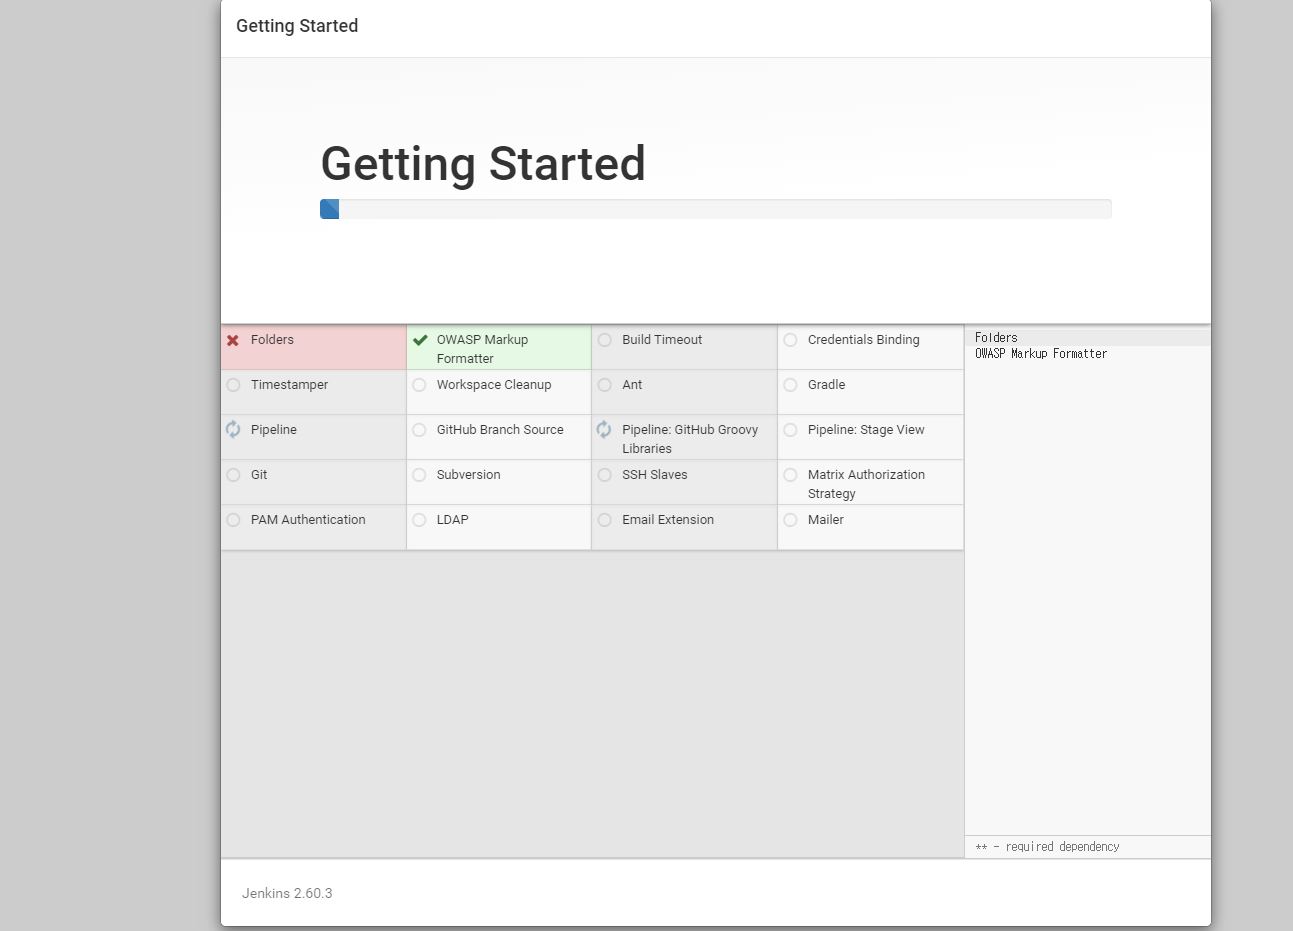 Getting Started
Getting Started
Folders
OWASP Markup
Formatter
Build Timeout
Credentials Binding
Timestamper
Workspace Cleanup
Ant
Gradle
Pipeline
GitHub Branch Source
Pipeline: GitHub Groovy
Libraries
Pipeline: Stage View
Git
Subversion
SSH Slaves
Matrix Authorization
Strategy
PAM Authentication
LDAP
Email Extension
Mailer
Folders
OWASP Markup Formatter
** - required dependency
Jenkins 2.60.3